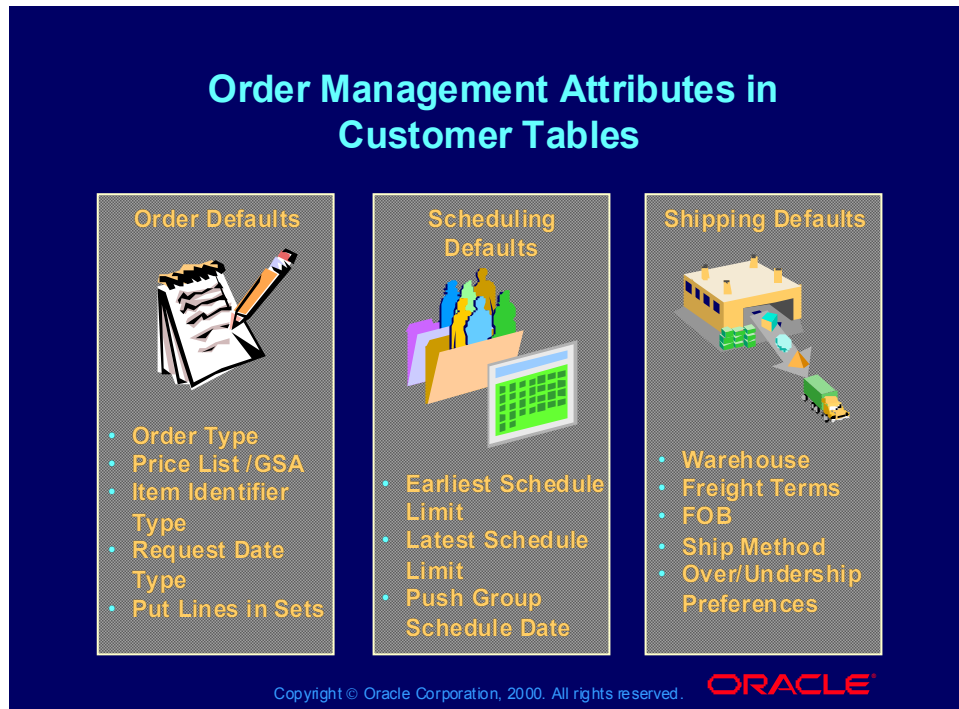 Order Management Attributes in
Customer Tables
Order Defaults
• Order Type
• Price List /GSA
• Item Identifier
Type
• Request Date
Type
• Put Lines in Sets
Scheduling
Defaults
• Earliest Schedule
Limit
• Latest Schedule
Limit
• Push Group
Schedule Date
Shipping Defaults
• Warehouse
• Freight Terms
• FOB
• Ship Method
• Over/Undership
Preferences
Copyright © Oracle Corporation, 2000. All rights reserved.
ORACLE®